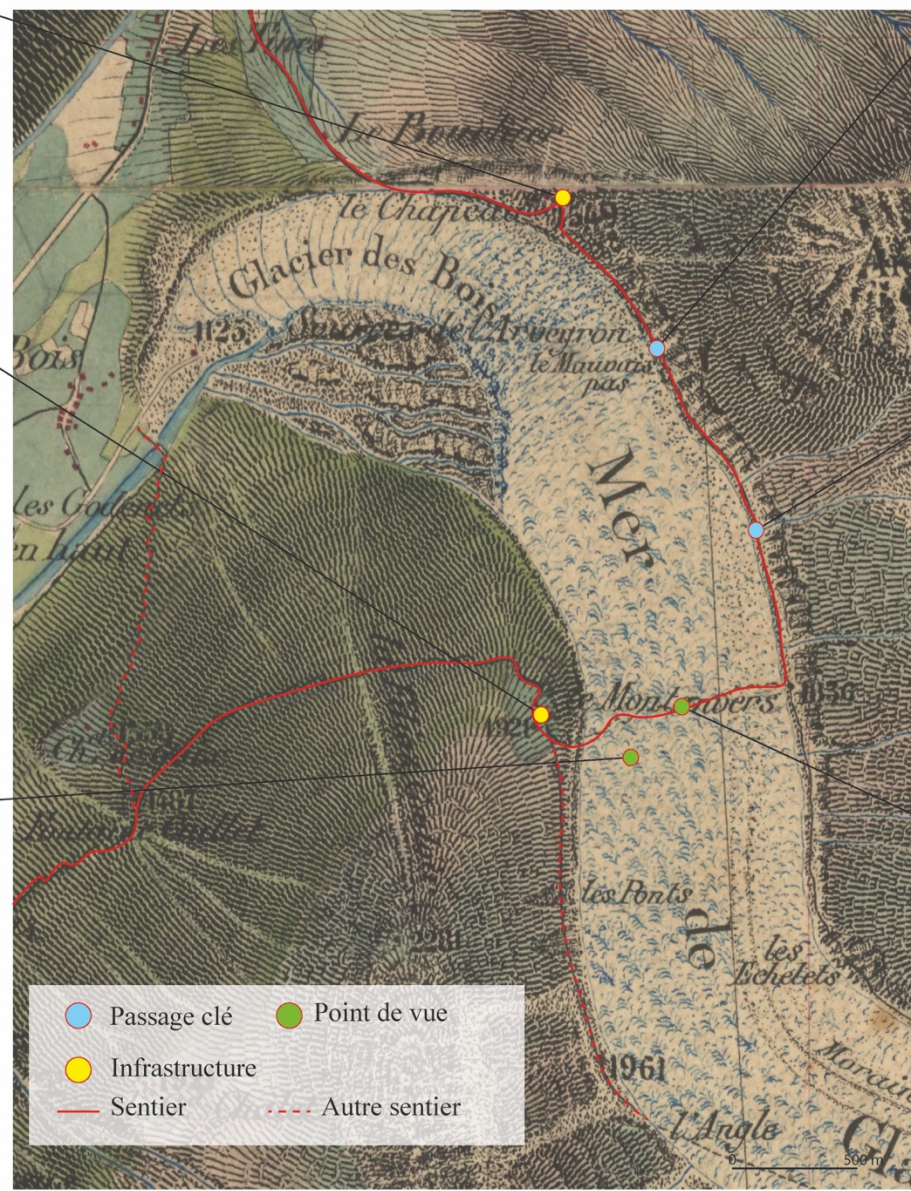 Les Tines
Le Bouchet
le Chapeau
Glacier des Bois
1125
Sources de l'Arveyron
le Mauvais
pas
Bois
Mer
les Godenets
en haut
le Montanvers
les Ponts
de
les
Echelets
2281
1961
Moraine
l'Angle
Passage clé
Point de vue
Infrastructure
Sentier
Autre sentier
0
500 m